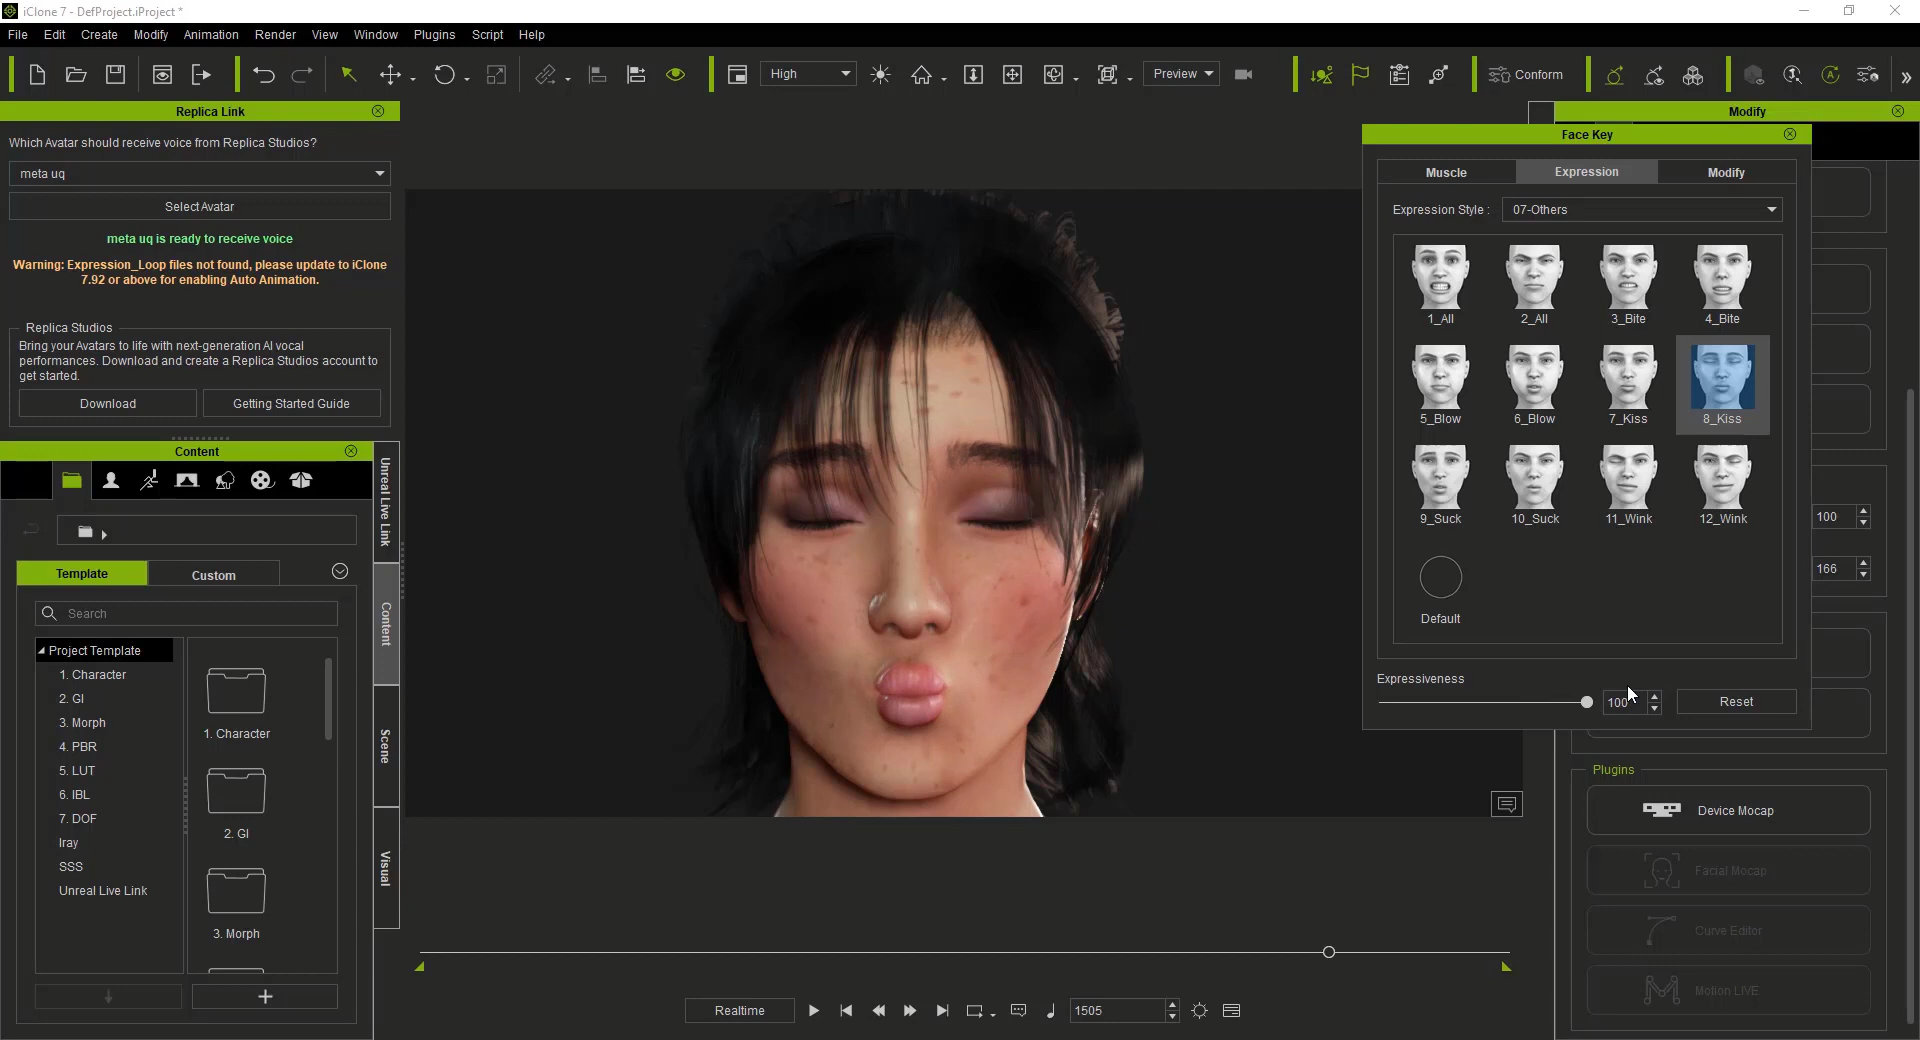 iClone 7 - DefProject.iProject *
File Edit Create Modify Animation Render View Window Plugins Script Help
High
Preview
Conform
Replica Link
Which Avatar should receive voice from Replica Studios?
meta uq
Select Avatar
meta uq is ready to receive voice
Warning: Expression_Loop files not found, please update to iClone
7.92 or above for enabling Auto Animation.
Replica Studios
Bring your Avatars to life with next-generation AI vocal
performances. Download and create a Replica Studios account to
get started.
Download
Getting Started Guide
Content
Template
Custom
Search
Project Template
1. Character
2. GI
3. Morph
4. PBR
5. LUT
6. IBL
7. DOF
Iray
SSS
Unreal Live Link
1. Character
2. GI
3. Morph
Unreal Live Link
Content
Scene
Visual
Realtime
1505
Modify
Face Key
Muscle
Expression
Modify
Expression Style :
07-Others
1_All
2_All
3_Bite
4_Bite
5_Blow
6_Blow
7_Kiss
8_Kiss
9_Suck
10_Suck
11_Wink
12_Wink
Default
Expressiveness
100
Reset
100
166
Plugins
Device Mocap
Facial Mocap
Curve Editor
Motion LIVE